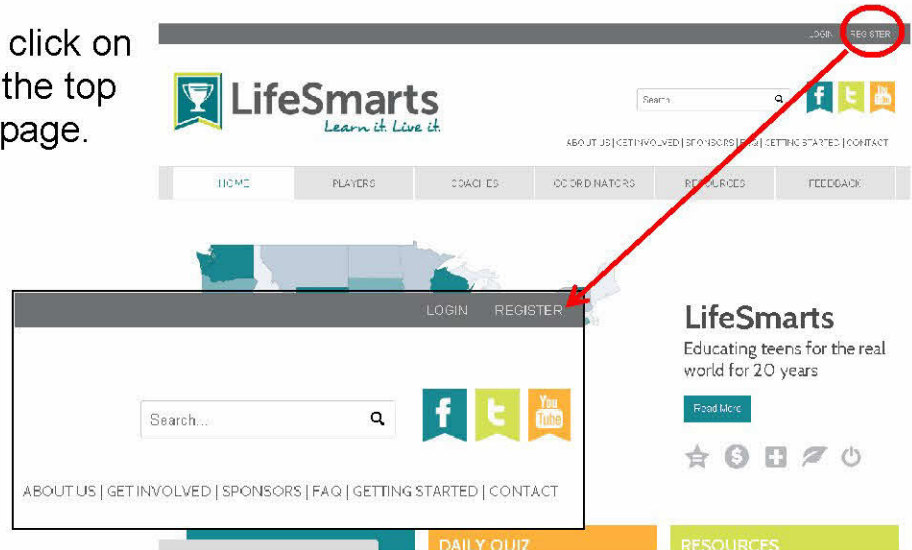 click on
the top
page.
LOGIN REGISTER
LifeSmarts
Learn it. Live it.
Search
ABOUT US | GET INVOLVED | SPONSORS | FAQ | GETTING STARTED | CONTACT
HOME PLAYERS COACHES COORDINATORS RESOURCES FEEDBACK
LOGIN REGISTER
Search...
f t You Tube
ABOUT US | GET INVOLVED | SPONSORS | FAQ | GETTING STARTED | CONTACT
LifeSmarts
Educating teens for the real
world for 20 years
Read More
DAILY QUIZ RESOURCES